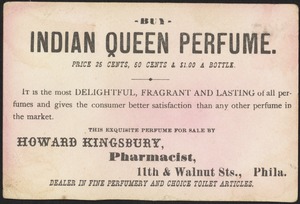 -BUY-
INDIAN QUEEN PERFUME.
PRICE 25 CENTS, 50 CENTS & $1.00 A BOTTLE.
IT is the most DELIGHTFUL, FRAGRANT AND LASTING of all per-
fumes and gives the consumer better satisfaction than any other perfume in
the market.
THIS EXQUISITE PERFUME FOR SALE BY
HOWARD KINGSBURY,
Pharmacist,
11th & Walnut Sts., Phila.
DEALER IN FINE PERFUMERY AND CHOICE TOILET ARTICLES.